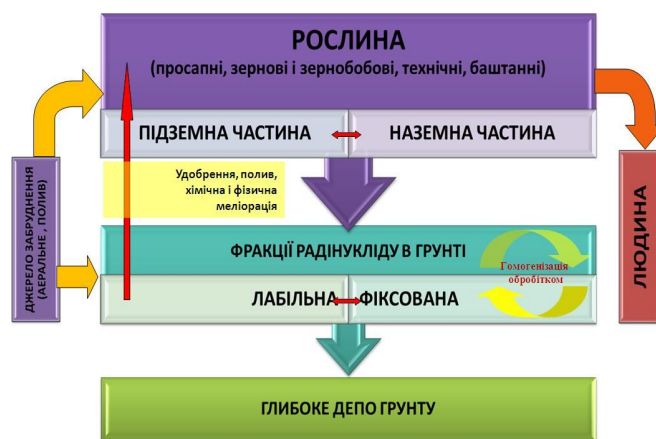 РОСЛИНА
(просапні, зернові і зернобобові, технічні, баштанні)
ПІДЗЕМНА ЧАСТИНА
НАЗЕМНА ЧАСТИНА
ДЖЕРЕЛО ЗАБРУДНЕННЯ
(АЕРАЛЬНЕ , ПОЛИВ)
Удобрення, полив,
хімічна і фізична
меліорація
ЛЮДИНА
ФРАКЦІЇ РАДІНУКЛІДУ В ГРУНТІ
Гомогенізація
обробітком
ЛАБІЛЬНА
ФІКСОВАНА
ГЛИБОКЕ ДЕПО ГРУНТУ